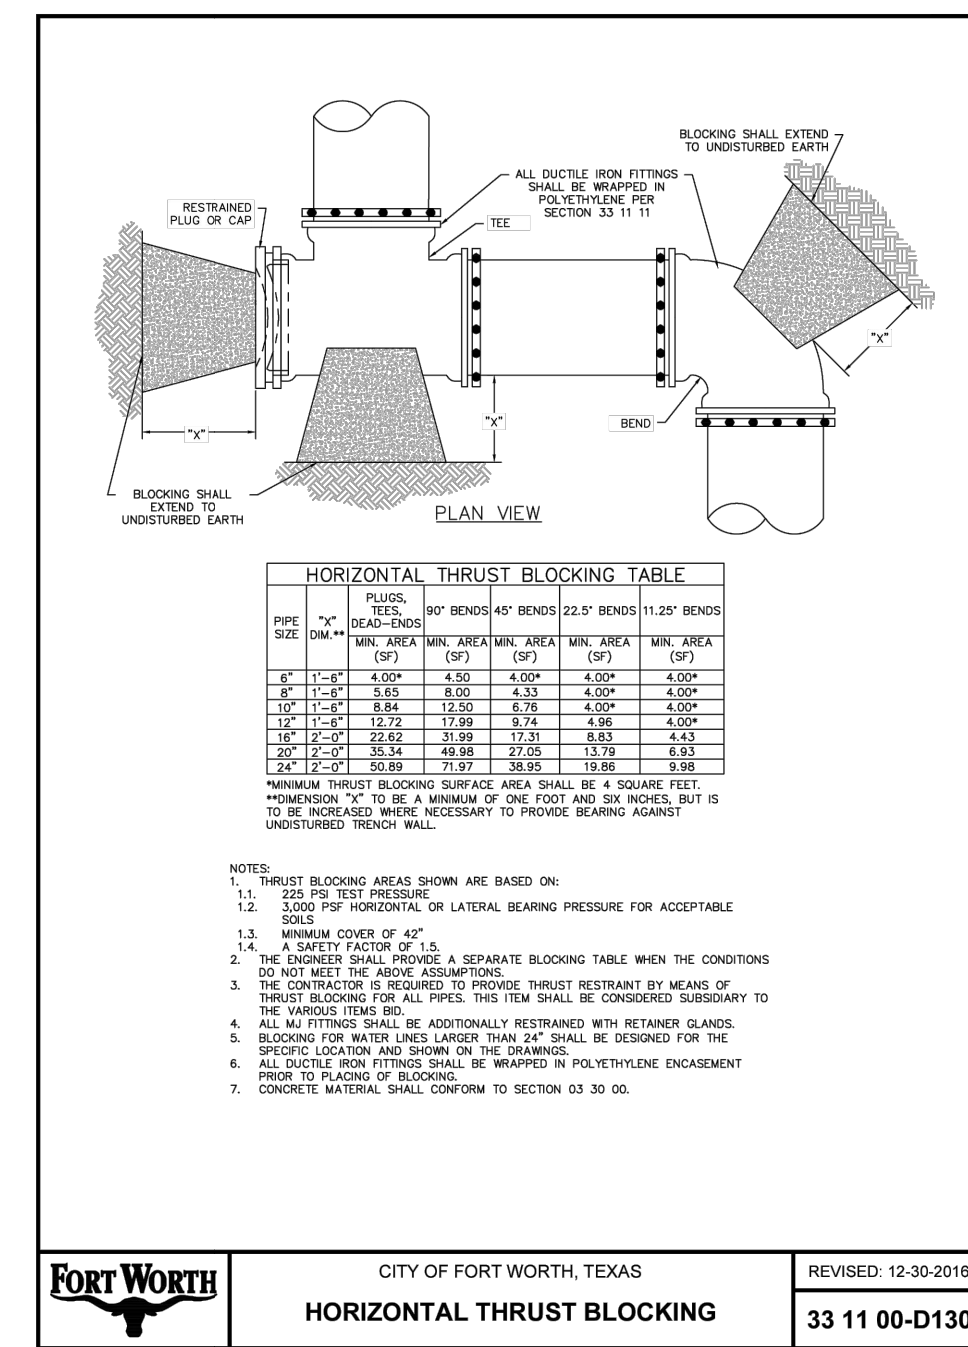 BLOCKING SHALL EXTEND
TO UNDISTURBED EARTH
ALL DUCTILE IRON FITTINGS
SHALL BE WRAPPED IN
POLYETHYLENE PER
SECTION 33 11 11
RESTRAINED
PLUG OR CAP
TEE
"X"
"X"
"X"
BEND
BLOCKING SHALL
EXTEND TO
UNDISTURBED EARTH
PLAN VIEW
HORIZONTAL THRUST BLOCKING TABLE
PIPE SIZE "X" DIM.** PLUGS, TEES, DEAD-ENDS 90° BENDS 45° BENDS 22.5° BENDS 11.25° BENDS
MIN. AREA (SF) MIN. AREA (SF) MIN. AREA (SF) MIN. AREA (SF) MIN. AREA (SF)
6" 1'-6" 4.00* 4.50 4.00* 4.00* 4.00*
8" 1'-6" 5.65 8.00 4.33 4.00* 4.00*
10" 1'-6" 8.84 12.50 6.76 4.00* 4.00*
12" 1'-6" 12.72 17.99 9.74 4.96 4.00*
16" 2'-0" 22.62 31.99 17.31 8.83 4.43
20" 2'-0" 35.34 49.98 27.05 13.79 6.93
24" 2'-0" 50.89 71.97 38.95 19.86 9.98
*MINIMUM THRUST BLOCKING SURFACE AREA SHALL BE 4 SQUARE FEET.
**DIMENSION "X" TO BE A MINIMUM OF ONE FOOT AND SIX INCHES, BUT IS
TO BE INCREASED WHERE NECESSARY TO PROVIDE BEARING AGAINST
UNDISTURBED TRENCH WALL.
NOTES:
1. THRUST BLOCKING AREAS SHOWN ARE BASED ON:
1.1. 225 PSI TEST PRESSURE
1.2. 3,000 PSF HORIZONTAL OR LATERAL BEARING PRESSURE FOR ACCEPTABLE
SOILS
1.3. MINIMUM COVER OF 42"
1.4. A SAFETY FACTOR OF 1.5.
2. THE ENGINEER SHALL PROVIDE A SEPARATE BLOCKING TABLE WHEN THE CONDITIONS
DO NOT MEET THE ABOVE ASSUMPTIONS.
3. THE CONTRACTOR IS REQUIRED TO PROVIDE THRUST RESTRAINT BY MEANS OF
THRUST BLOCKING FOR ALL PIPES. THIS ITEM SHALL BE CONSIDERED SUBSIDIARY TO
THE VARIOUS ITEMS BID.
4. ALL MJ FITTINGS SHALL BE ADDITIONALLY RESTRAINED WITH RETAINER GLANDS.
5. BLOCKING FOR WATER LINES LARGER THAN 24" SHALL BE DESIGNED FOR THE
SPECIFIC LOCATION AND SHOWN ON THE DRAWINGS.
6. ALL DUCTILE IRON FITTINGS SHALL BE WRAPPED IN POLYETHYLENE ENCASEMENT
PRIOR TO PLACING OF BLOCKING.
7. CONCRETE MATERIAL SHALL CONFORM TO SECTION 03 30 00.
FORT WORTH
CITY OF FORT WORTH, TEXAS
HORIZONTAL THRUST BLOCKING
REVISED: 12-30-2016
33 11 00-D130